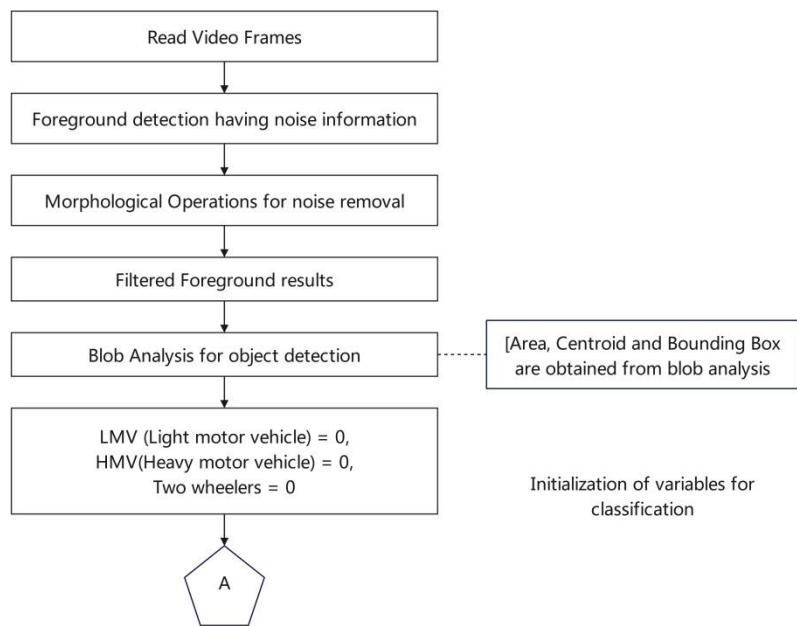 Read Video Frames
Foreground detection having noise information
Morphological Operations for noise removal
Filtered Foreground results
Blob Analysis for object detection
[Area, Centroid and Bounding Box
are obtained from blob analysis
LMV (Light motor vehicle) = 0,
HMV(Heavy motor vehicle) = 0,
Two wheelers = 0
Initialization of variables for
classification
A